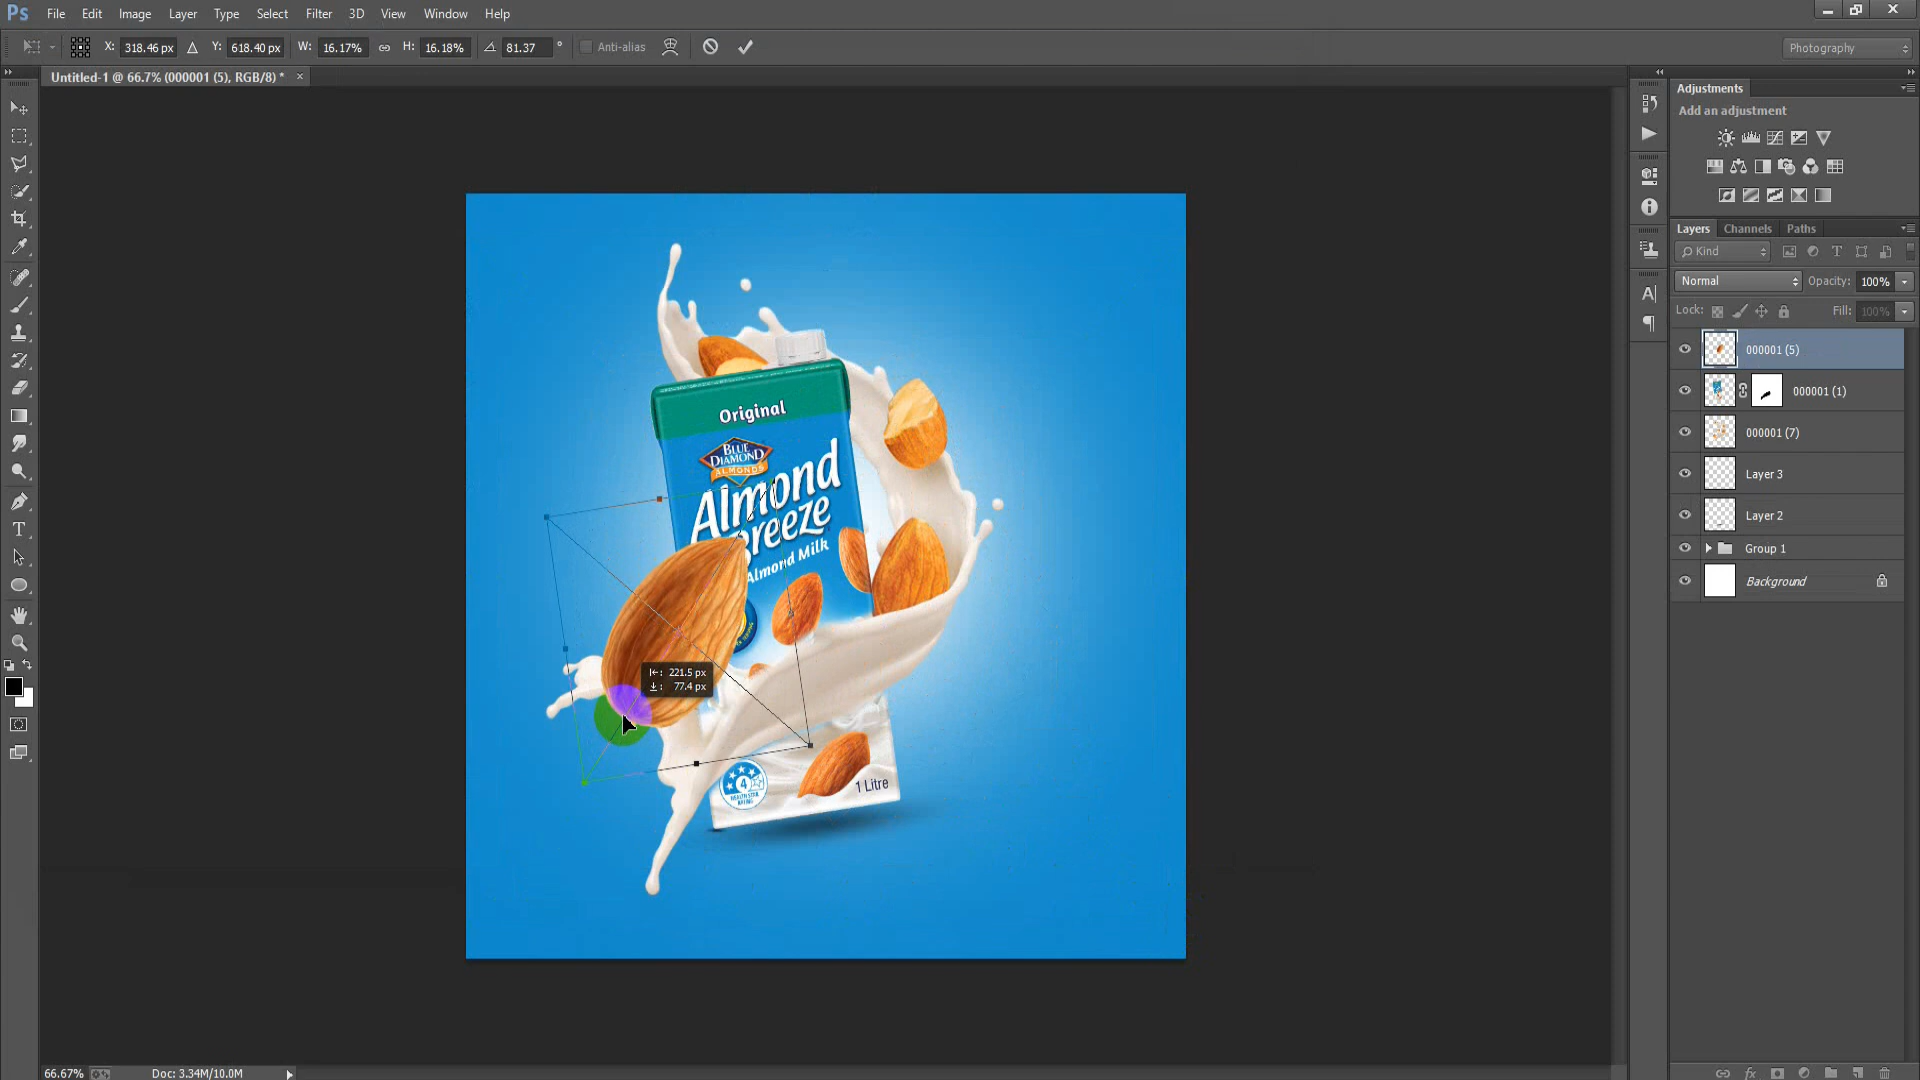 Ps File Edit Image Layer Type Select Filter 3D View Window Help
X: 318.46 px Y: 618.40 px W: 16.17% H: 16.18% 81.37 ° Anti-alias Photography
Untitled-1 @ 66.7% (000001 (5), RGB/8) * ×
Adjustments
Add an adjustment
Layers Channels Paths
Kind
Normal Opacity: 100%
Lock: Fill: 100%
000001 (5)
000001 (1)
000001 (7)
Layer 3
Layer 2
Group 1
Background
Original
BLUE
DIAMOND
ALMONDS
Almond
Breeze
Almond Milk
221.5 px
77.4 px
4
HEALTH STAR
RATING
1 Litre
66.67% Doc: 3.34M/10.0M